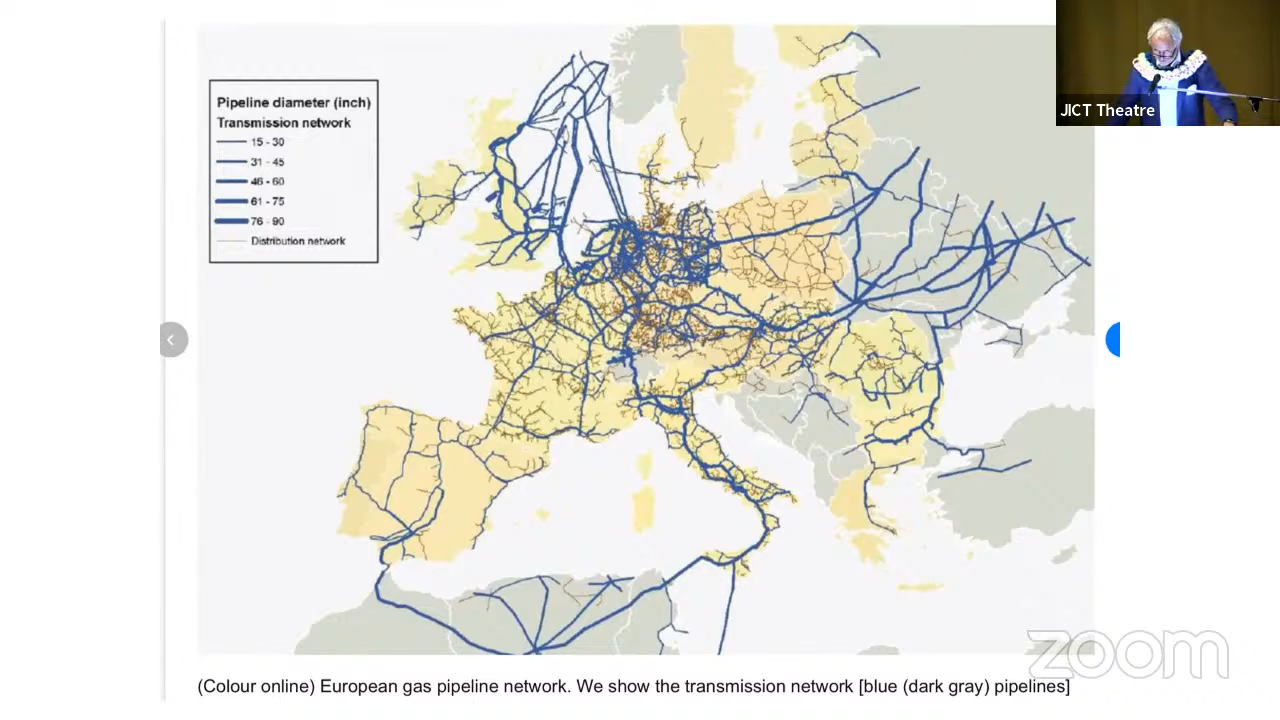 JICT Theatre
Pipeline diameter (inch)
Transmission network
15 - 30
31 - 45
46 - 60
61 - 75
76 - 90
Distribution network
zoom
(Colour online) European gas pipeline network. We show the transmission network [blue (dark gray) pipelines]